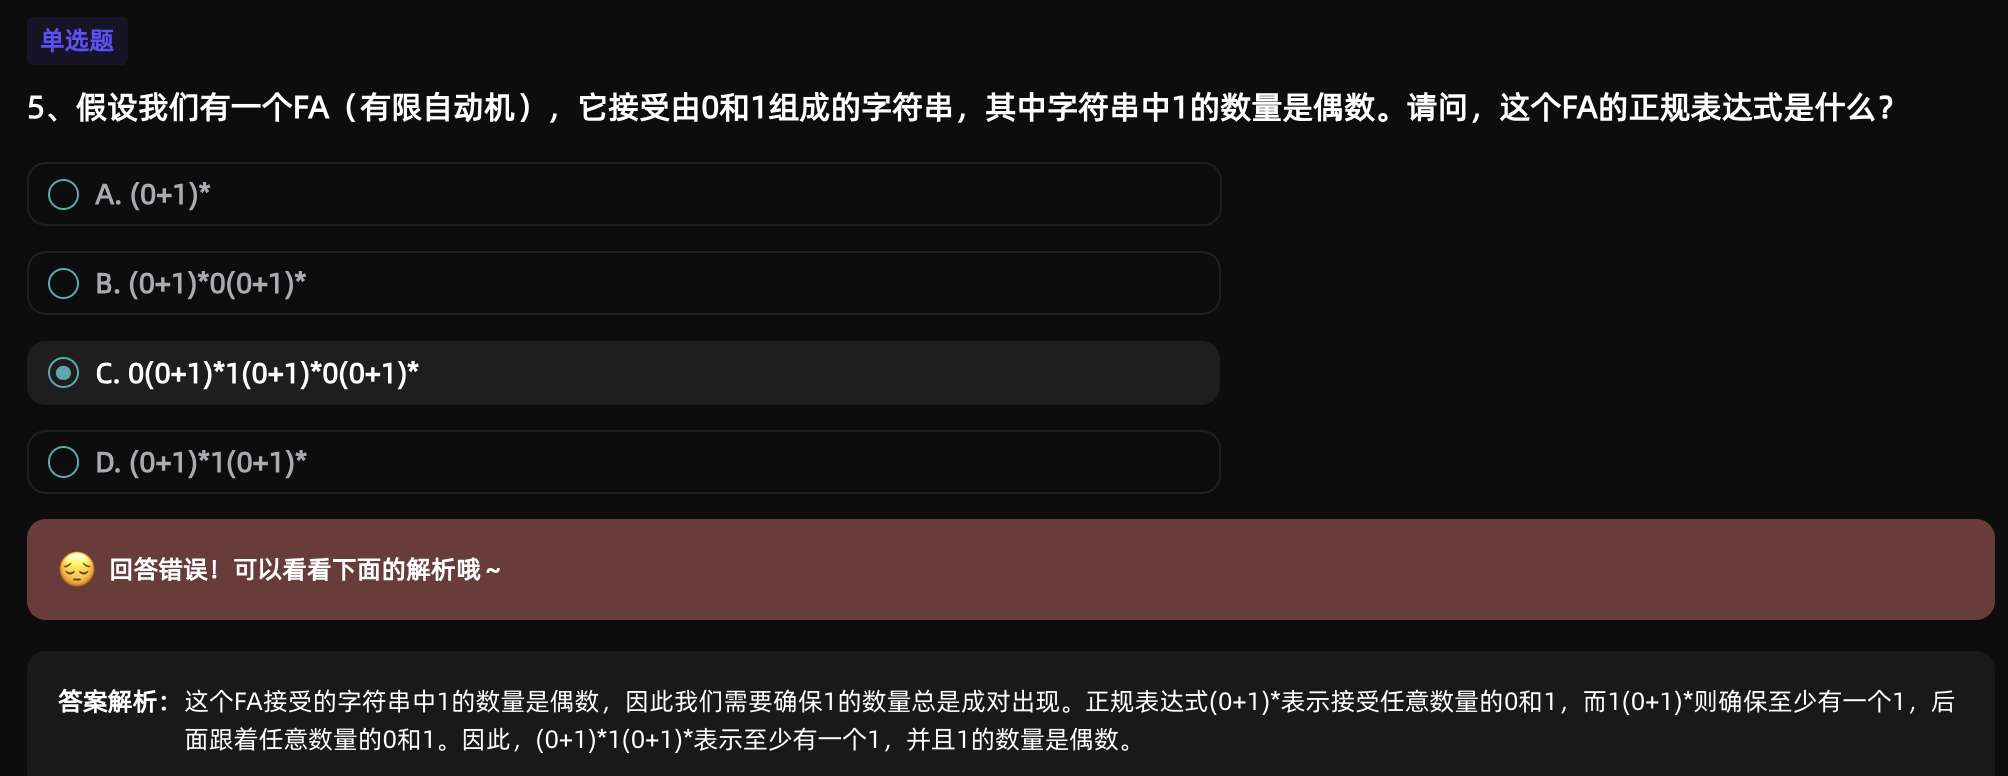 单选题
5、假设我们有一个FA（有限自动机），它接受由0和1组成的字符串，其中字符串中1的数量是偶数。请问，这个FA的正规表达式是什么？
A. (0+1)*
B. (0+1)*0(0+1)*
C. 0(0+1)*1(0+1)*0(0+1)*
D. (0+1)*1(0+1)*
回答错误！可以看看下面的解析哦～
答案解析：这个FA接受的字符串中1的数量是偶数，因此我们需要确保1的数量总是成对出现。正规表达式(0+1)*表示接受任意数量的0和1，而1(0+1)*则确保至少有一个1，后
面跟着任意数量的0和1。因此，(0+1)*1(0+1)*表示至少有一个1，并且1的数量是偶数。